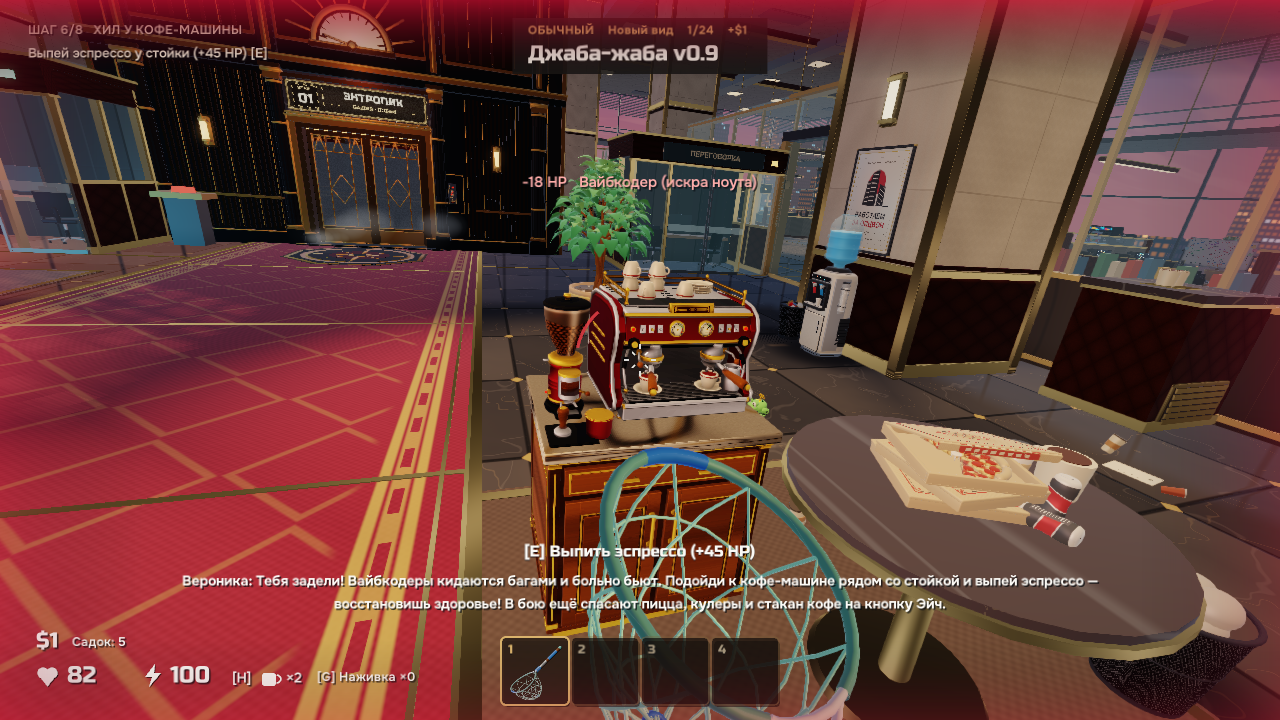 ШАГ 6/8 ХИЛ У КОФЕ-МАШИНЫ
Выпей эспрессо у стойки (+45 HP) [E]
ОБЫЧНЫЙ Новый вид 1/24 +$1
Джаба-жаба v0.9
01 ЭНТРОПИК
ПЕРЕГОВОРКА
-18 HP · Вайбкодер (искра ноута)
РАБОТАЕМ
[E] Выпить эспрессо (+45 HP)
Вероника: Тебя задели! Вайбкодеры кидаются багами и больно бьют. Подойди к кофе-машине рядом со стойкой и выпей эспрессо —
восстановишь здоровье! В бою ещё спасают пицца, кулеры и стакан кофе на кнопку Эйч.
$1 Садок: 5
82 100 [H] ×2 [G] Наживка ×0
1 2 3 4